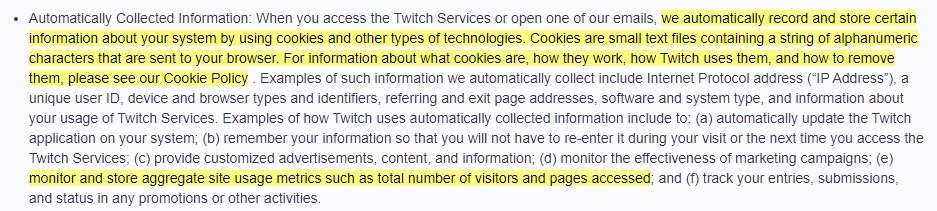 • Automatically Collected Information: When you access the Twitch Services or open one of our emails, we automatically record and store certain
information about your system by using cookies and other types of technologies. Cookies are small text files containing a string of alphanumeric
characters that are sent to your browser. For information about what cookies are, how they work, how Twitch uses them, and how to remove
them, please see our Cookie Policy . Examples of such information we automatically collect include Internet Protocol address (“IP Address”), a
unique user ID, device and browser types and identifiers, referring and exit page addresses, software and system type, and information about
your usage of Twitch Services. Examples of how Twitch uses automatically collected information include to: (a) automatically update the Twitch
application on your system; (b) remember your information so that you will not have to re-enter it during your visit or the next time you access the
Twitch Services; (c) provide customized advertisements, content, and information; (d) monitor the effectiveness of marketing campaigns; (e)
monitor and store aggregate site usage metrics such as total number of visitors and pages accessed; and (f) track your entries, submissions,
and status in any promotions or other activities.